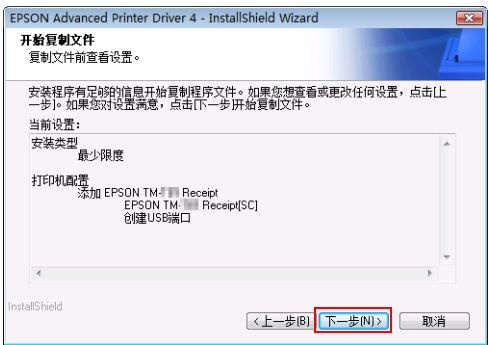 EPSON Advanced Printer Driver 4 - InstallShield Wizard
开始复制文件
复制文件前查看设置。
安装程序有足够的信息开始复制程序文件。如果您想查看或更改任何设置，点击[上
一步]。如果您对设置满意，点击[下一步]开始复制文件。
当前设置：
安装类型
最少限度
打印机配置
添加 EPSON TM- Receipt
EPSON TM- Receipt[SC]
创建USB端口
InstallShield
<上一步(B) 下一步(N)> 取消